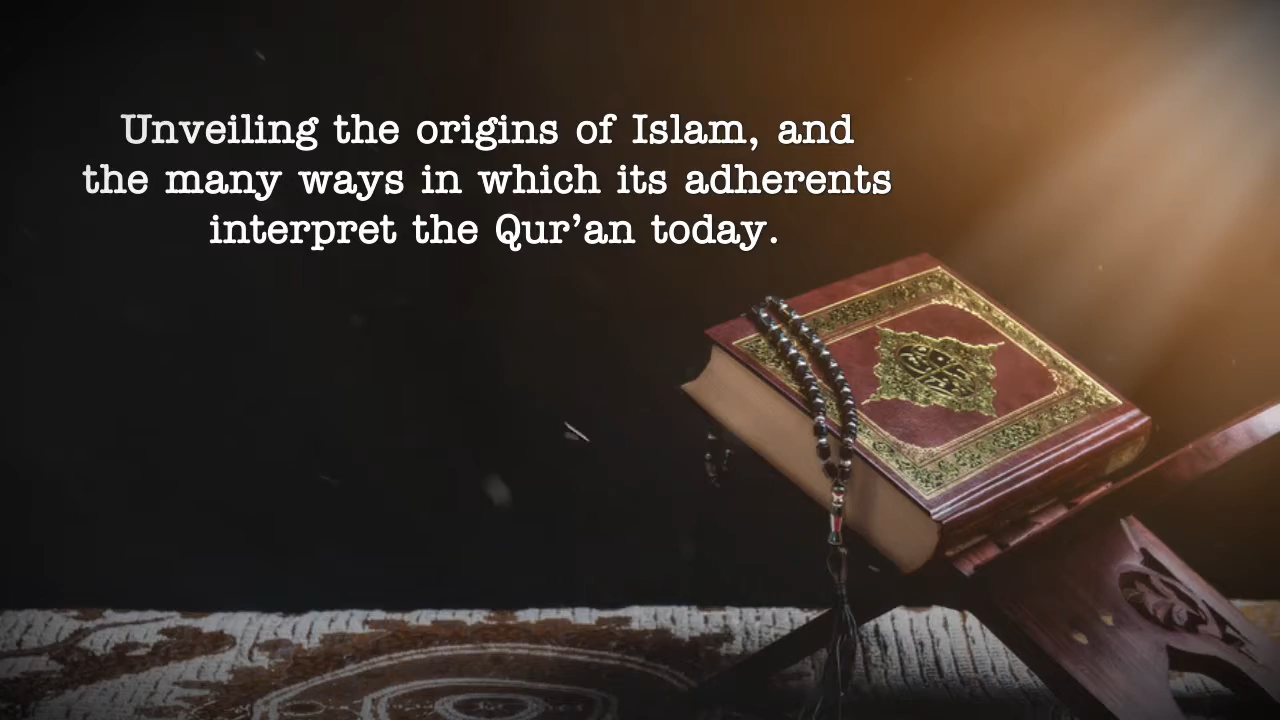 Unveiling the origins of Islam, and
the many ways in which its adherents
interpret the Qur’an today.